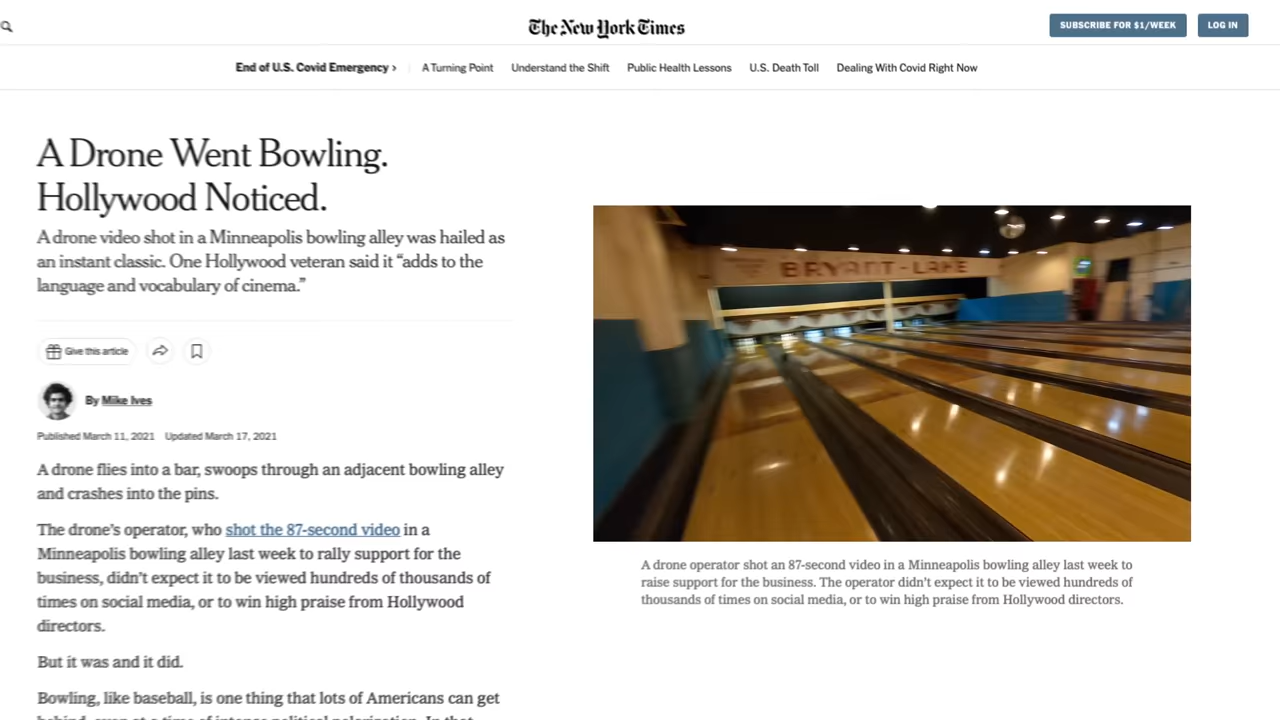 The New York Times
SUBSCRIBE FOR $1/WEEK
LOG IN
End of U.S. Covid Emergency ›
A Turning Point
Understand the Shift
Public Health Lessons
U.S. Death Toll
Dealing With Covid Right Now
A Drone Went Bowling.
Hollywood Noticed.
A drone video shot in a Minneapolis bowling alley was hailed as
an instant classic. One Hollywood veteran said it “adds to the
language and vocabulary of cinema.”
Give this article
By Mike Ives
Published March 11, 2021 Updated March 17, 2021
A drone flies into a bar, swoops through an adjacent bowling alley
and crashes into the pins.
The drone’s operator, who shot the 87-second video in a
Minneapolis bowling alley last week to rally support for the
business, didn’t expect it to be viewed hundreds of thousands of
times on social media, or to win high praise from Hollywood
directors.
But it was and it did.
Bowling, like baseball, is one thing that lots of Americans can get
behind, even at a time of intense political polarization. In that
BRYANT-LAKE
A drone operator shot an 87-second video in a Minneapolis bowling alley last week to
raise support for the business. The operator didn’t expect it to be viewed hundreds of
thousands of times on social media, or to win high praise from Hollywood directors.